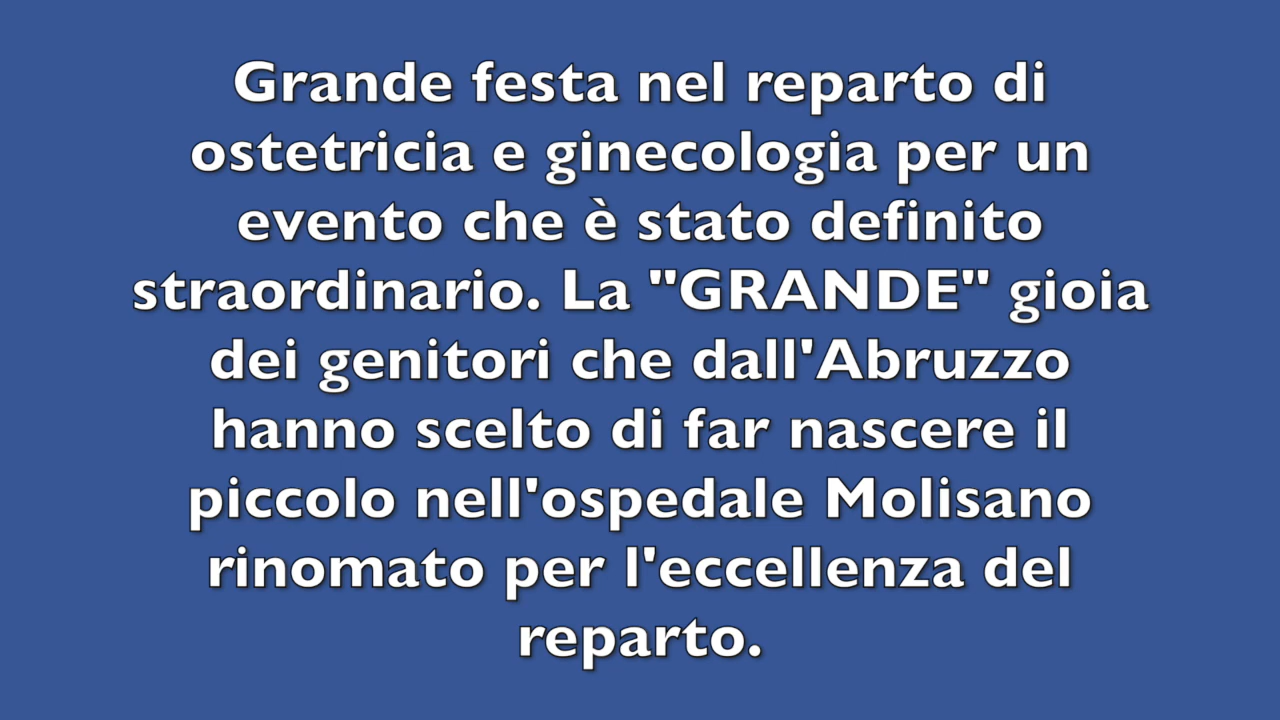 Grande festa nel reparto di
ostetricia e ginecologia per un
evento che è stato definito
straordinario. La "GRANDE" gioia
dei genitori che dall'Abruzzo
hanno scelto di far nascere il
piccolo nell'ospedale Molisano
rinomato per l'eccellenza del
reparto.